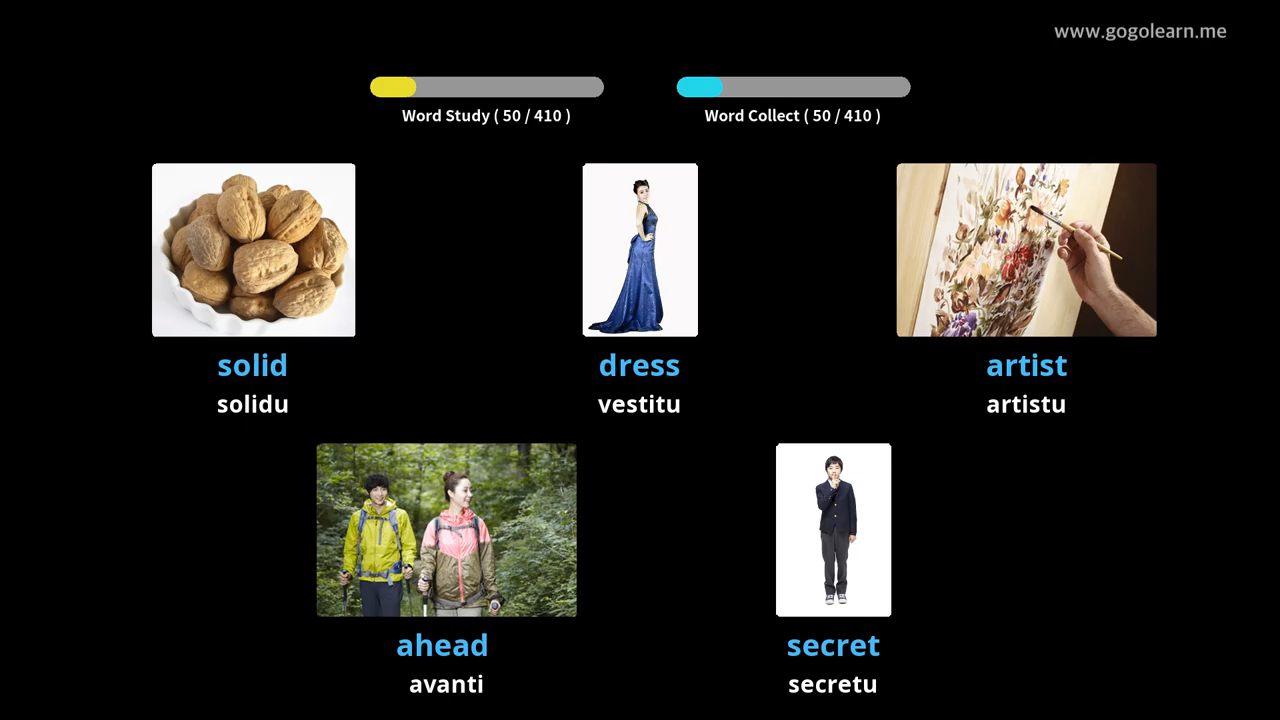 www.gogolearn.me
Word Study ( 50 / 410 )
Word Collect ( 50 / 410 )
solid
solidu
dress
vestitu
artist
artistu
ahead
avanti
secret
secretu